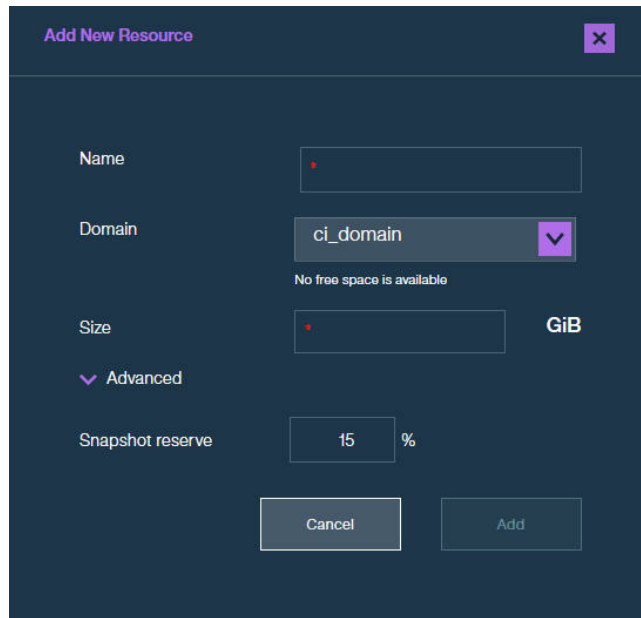 Add New Resource
Name
*
Domain
ci_domain
No free space is available
Size
*
GiB
Advanced
Snapshot reserve
15
%
Cancel
Add